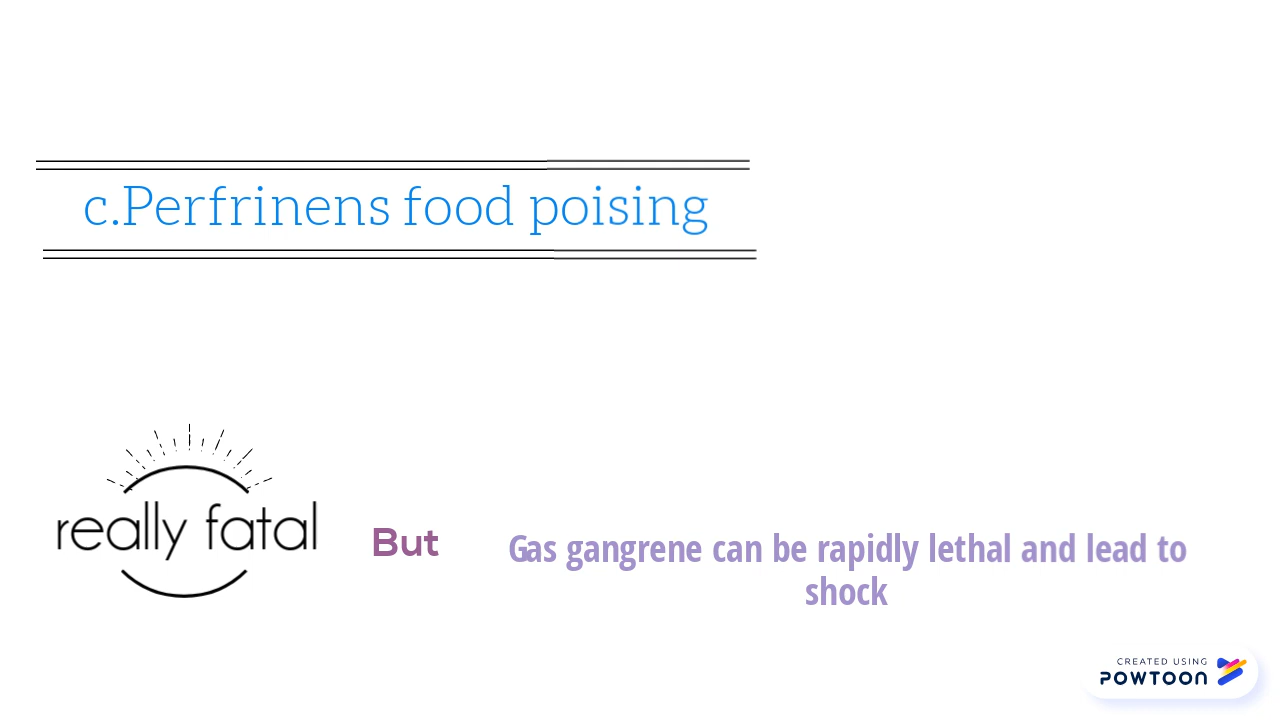 c.Perfrinens food poising
really fatal
But
Gas gangrene can be rapidly lethal and lead to
shock
CREATED USING
POWTOON